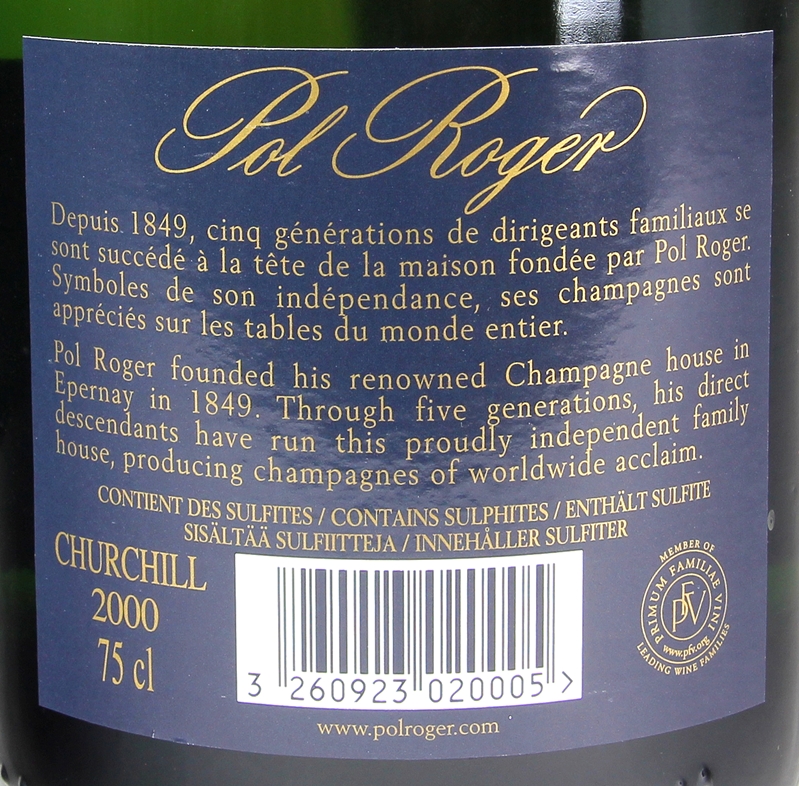 Pol Roger
Depuis 1849, cinq générations de dirigeants familiaux se
sont succédé à la tête de la maison fondée par Pol Roger.
Symboles de son indépendance, ses champagnes sont
appréciés sur les tables du monde entier.
Pol Roger founded his renowned Champagne house in
Epernay in 1849. Through five generations, his direct
descendants have run this proudly independent family
house, producing champagnes of worldwide acclaim.
CONTIENT DES SULFITES / CONTAINS SULPHITES / ENTHÄLT SULFITE
SISÄLTÄÄ SULFIITTEJA / INNEHÅLLER SULFITER
CHURCHILL
2000
75 cl
3 260923 020005 >
MEMBER OF
PRIMUM FAMILIAE VINI
PFV
www.pfv.org
LEADING WINE FAMILIES
www.polroger.com